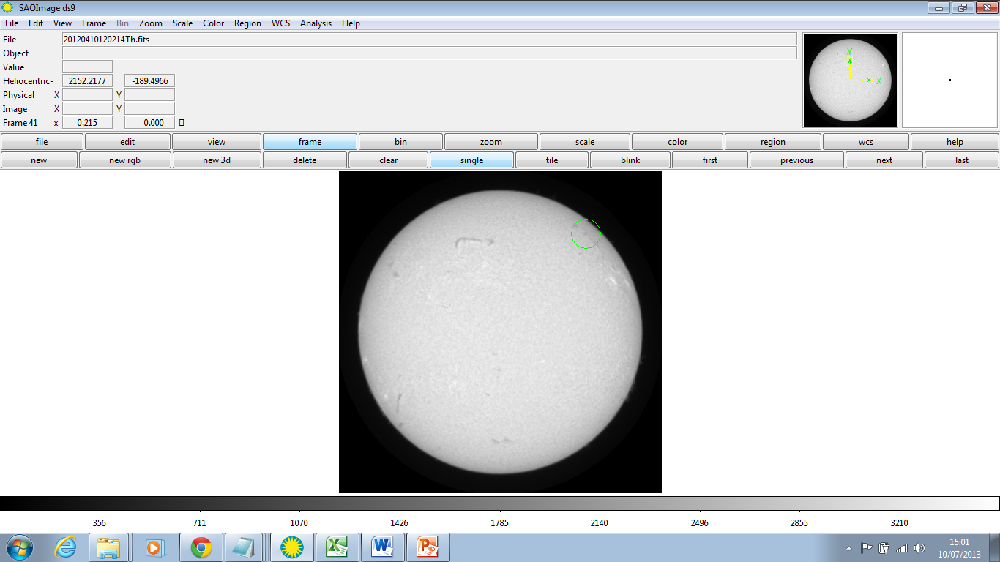 SAOImage ds9
File Edit View Frame Bin Zoom Scale Color Region WCS Analysis Help
File 20120410120214Th.fits
Object
Value
Heliocentric- 2152.2177 -189.4966
Physical X Y
Image X Y
Frame 41 x 0.215 0.000
Y
X
file edit view frame bin zoom scale color region wcs help
new new rgb new 3d delete clear single tile blink first previous next last
356 711 1070 1426 1785 2140 2496 2855 3210
15:01
10/07/2013